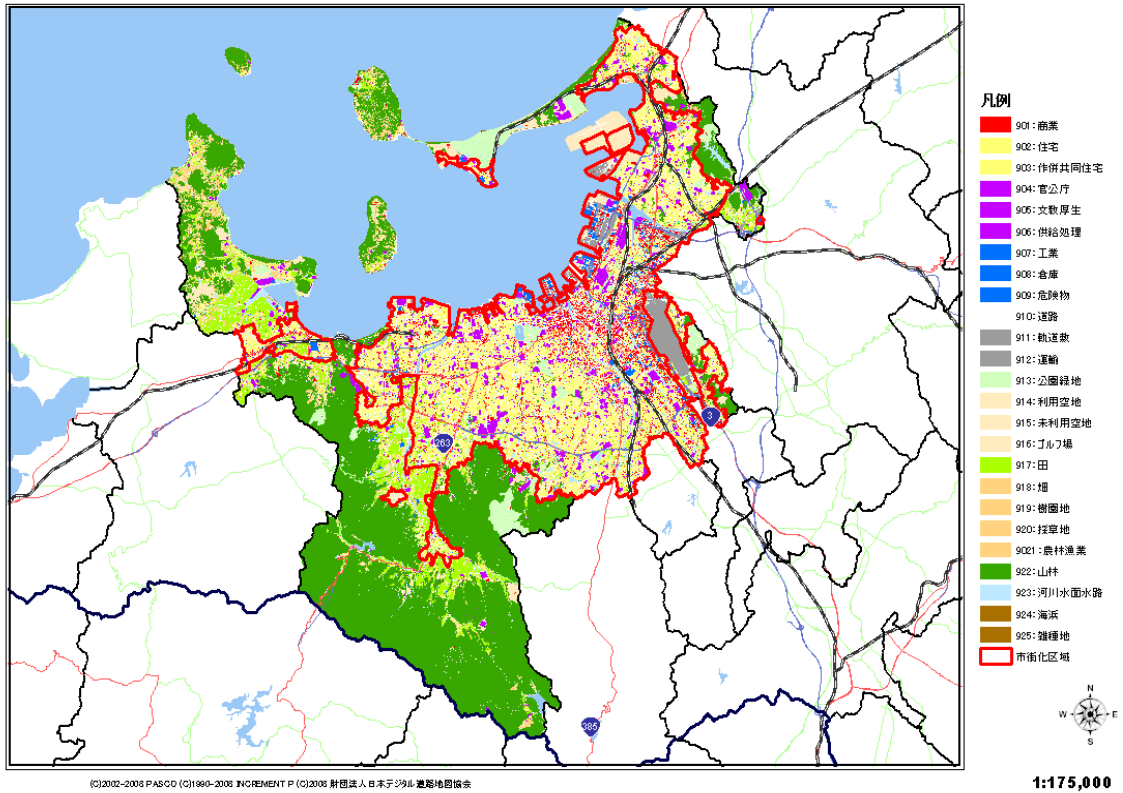 263
3
385
凡例
901:商業
902:住宅
903:作併共同住宅
904:官公庁
905:文教厚生
906:供給処理
907:工業
908:倉庫
909:危険物
910:道路
911:軌道敷
912:運輸
913:公園緑地
914:利用空地
915:未利用空地
916:ゴルフ場
917:田
918:畑
919:樹園地
920:採草地
9021:農林漁業
922:山林
923:河川水面水路
924:海浜
925:雑種地
市街化区域
N
W E
S
(C)2002-2008 PASCO (C)1990-2008 INCREMENT P (C)2008 財団法人日本デジタル道路地図協会
1:175,000